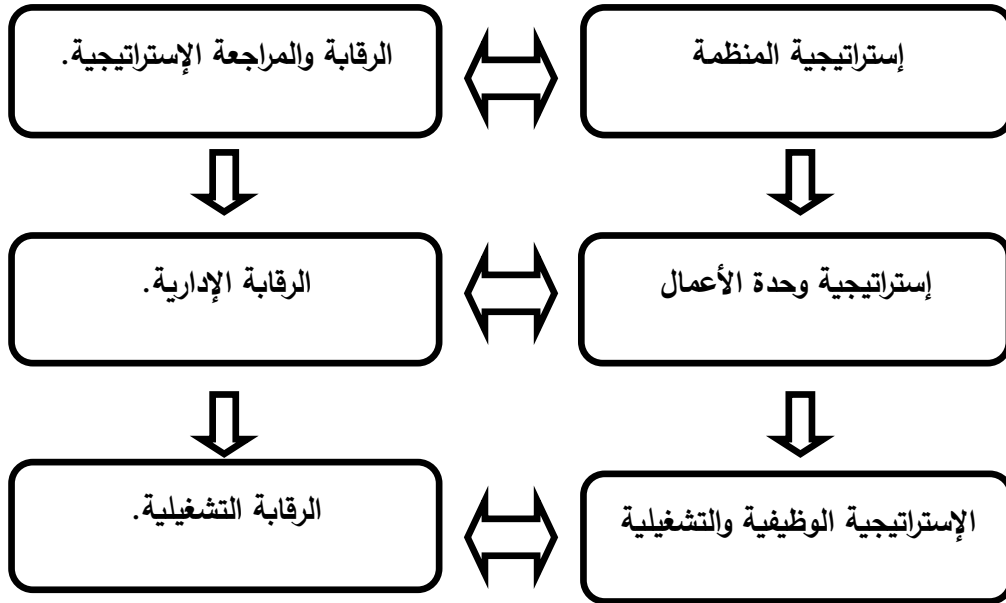 إستراتيجية المنظمة
الرقابة والمراجعة الإستراتيجية.
إستراتيجية وحدة الأعمال
الرقابة الإدارية.
الإستراتيجية الوظيفية والتشغيلية
الرقابة التشغيلية.